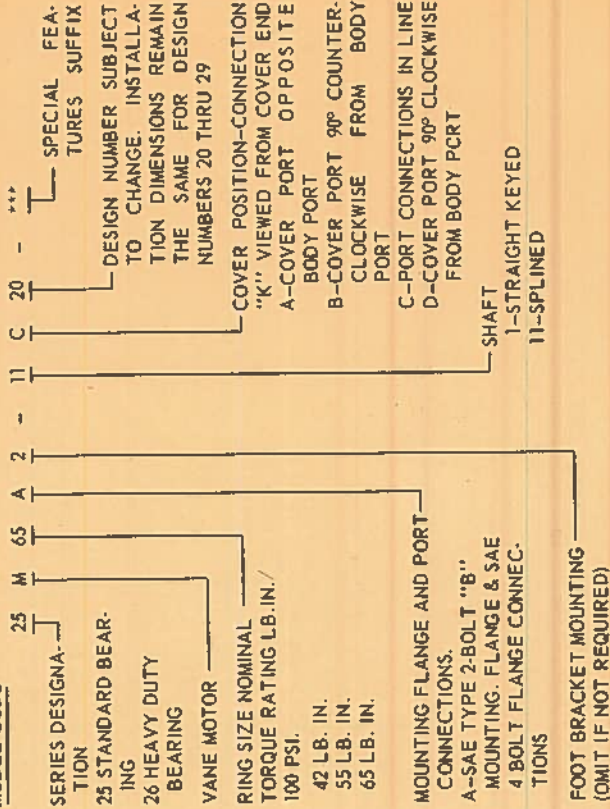 25 M 65 A 2 - 11 C 20 - ***
SERIES DESIGNA-
TION
25 STANDARD BEAR-
ING
26 HEAVY DUTY
BEARING
VANE MOTOR
RING SIZE NOMINAL
TORQUE RATING LB.IN./
100 PSI.
42 LB. IN.
55 LB. IN.
65 LB. IN.
MOUNTING FLANGE AND PORT
CONNECTIONS.
A-SAE TYPE 2-BOLT "B"
MOUNTING. FLANGE & SAE
4 BOLT FLANGE CONNEC-
TIONS
FOOT BRACKET MOUNTING
(OMIT IF NOT REQUIRED)
SPECIAL FEA-
TURES SUFFIX
DESIGN NUMBER SUBJECT
TO CHANGE. INSTALLA-
TION DIMENSIONS REMAIN
THE SAME FOR DESIGN
NUMBERS 20 THRU 29
COVER POSITION-CONNECTION
"K" VIEWED FROM COVER END
A-COVER PORT OPPOSITE
BODY PORT
B-COVER PORT 90° COUNTER-
CLOCKWISE FROM BODY
PORT
C-PORT CONNECTIONS IN LINE
D-COVER PORT 90° CLOCKWISE
FROM BODY PORT
SHAFT
1-STRAIGHT KEYED
11-SPLINED